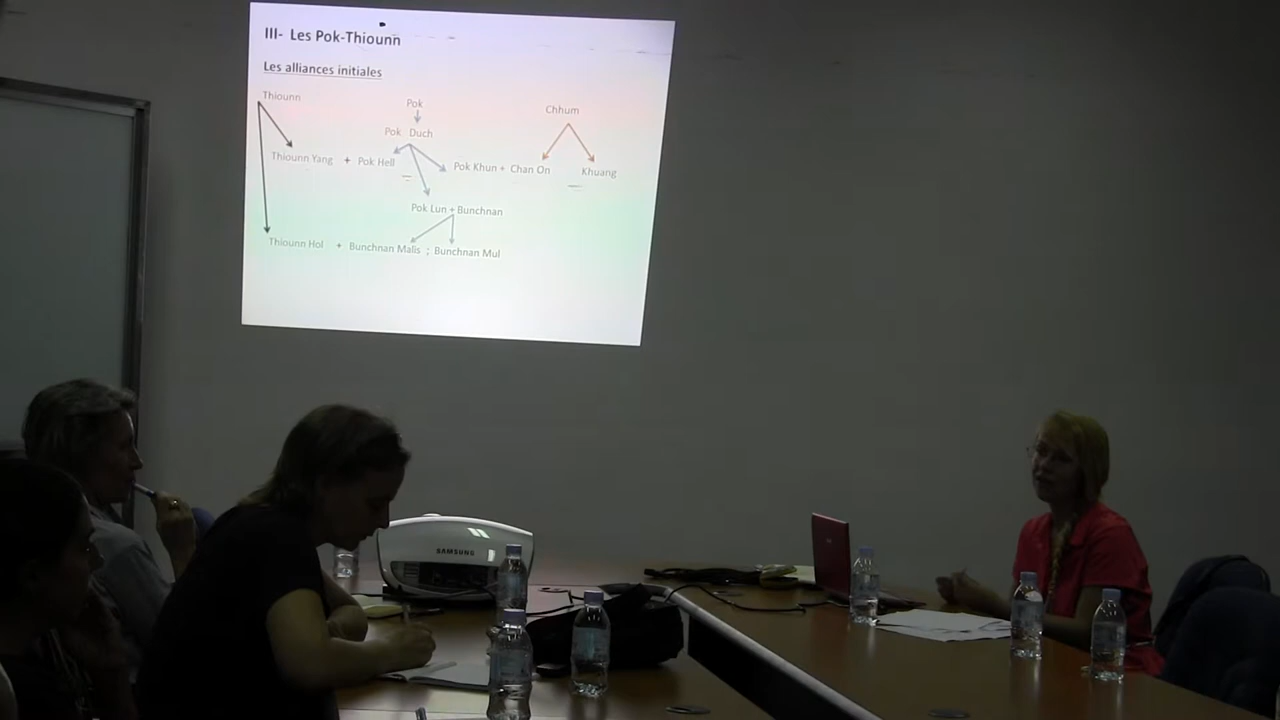 III- Les Pok-Thiounn
Les alliances initiales
Thiounn
Pok
Chhum
Pok Duch
Thiounn Yang + Pok Hell
Pok Khun + Chan On
Khuang
Pok Lun + Bunchnan
Thiounn Hol + Bunchnan Malis ; Bunchnan Mul
SAMSUNG